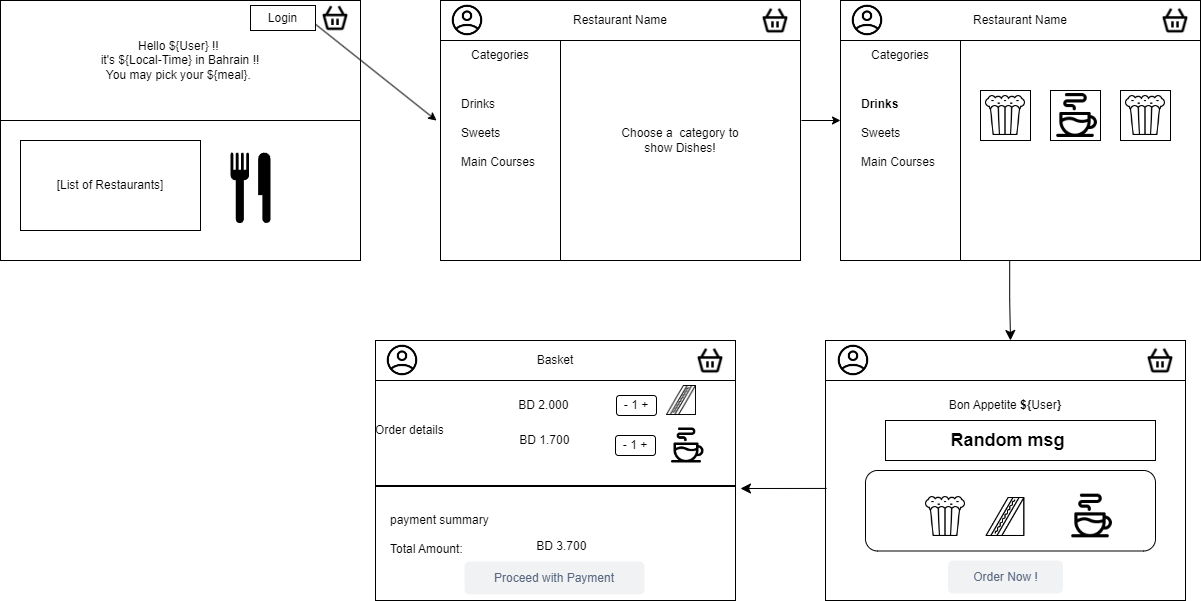 Login
Hello ${User} !!
it's ${Local-Time} in Bahrain !!
You may pick your ${meal}.
[List of Restaurants]
Restaurant Name
Categories
Drinks
Sweets
Main Courses
Choose a  category to
show Dishes!
Restaurant Name
Categories
Drinks
Sweets
Main Courses
Basket
BD 2.000
- 1 +
Order details
BD 1.700
- 1 +
payment summary
Total Amount:
BD 3.700
Proceed with Payment
Bon Appetite ${User}
Random msg
Order Now !